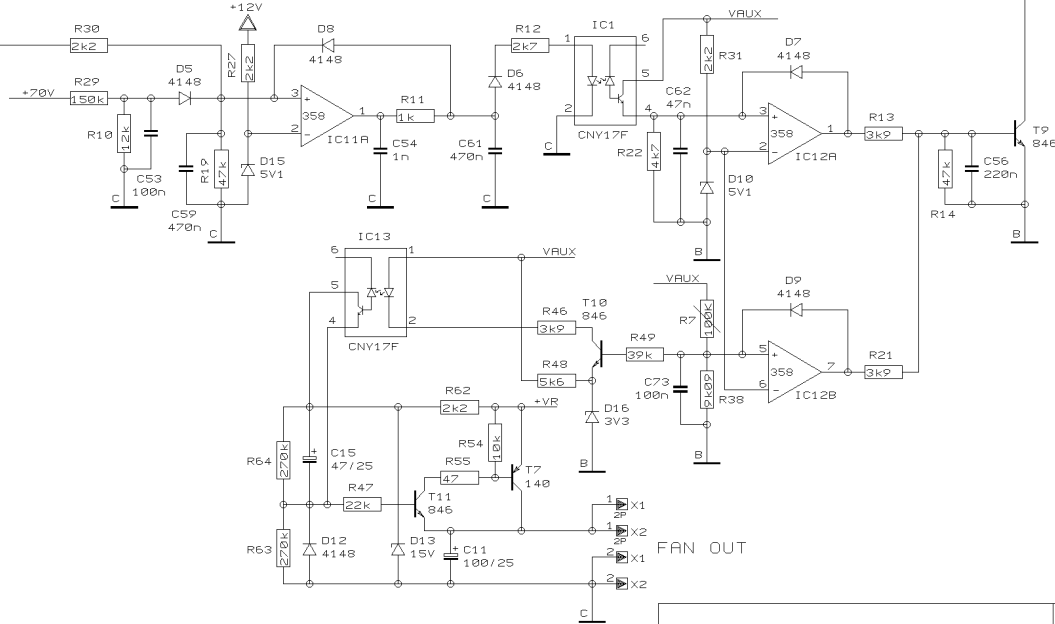 +12V
R30
2k2
R27
2k2
D8
4148
R12
2k7
IC1
1
6
5
2
4
CNY17F
VAUX
2k2
R31
D7
4148
+70V
R29
150k
D5
4148
R10
12k
C53
100n
C59
470n
R19
47k
D15
5V1
3
+
2
-
358
1
IC11A
R11
1k
C54
1n
C61
470n
D6
4148
C62
47n
R22
4k7
D10
5V1
3
+
2
-
358
1
IC12A
R13
3k9
47k
R14
C56
220n
T9
846
C
C
C
C
C
B
B
IC13
6
1
5
4
2
CNY17F
VAUX
R46
3k9
T10
846
R48
5k6
D16
3V3
B
R49
39k
C73
100n
VAUX
R7
100K
9k09
R38
B
5
+
6
-
358
7
IC12B
D9
4148
R21
3k9
R62
2k2
+VR
R54
10k
R55
47
T7
140
R64
270k
+
C15
47/25
R47
22k
T11
846
R63
270k
D12
4148
D13
15V
+
C11
100/25
1
X1
2P
1
X2
2P
2
X1
2
X2
FAN OUT
C